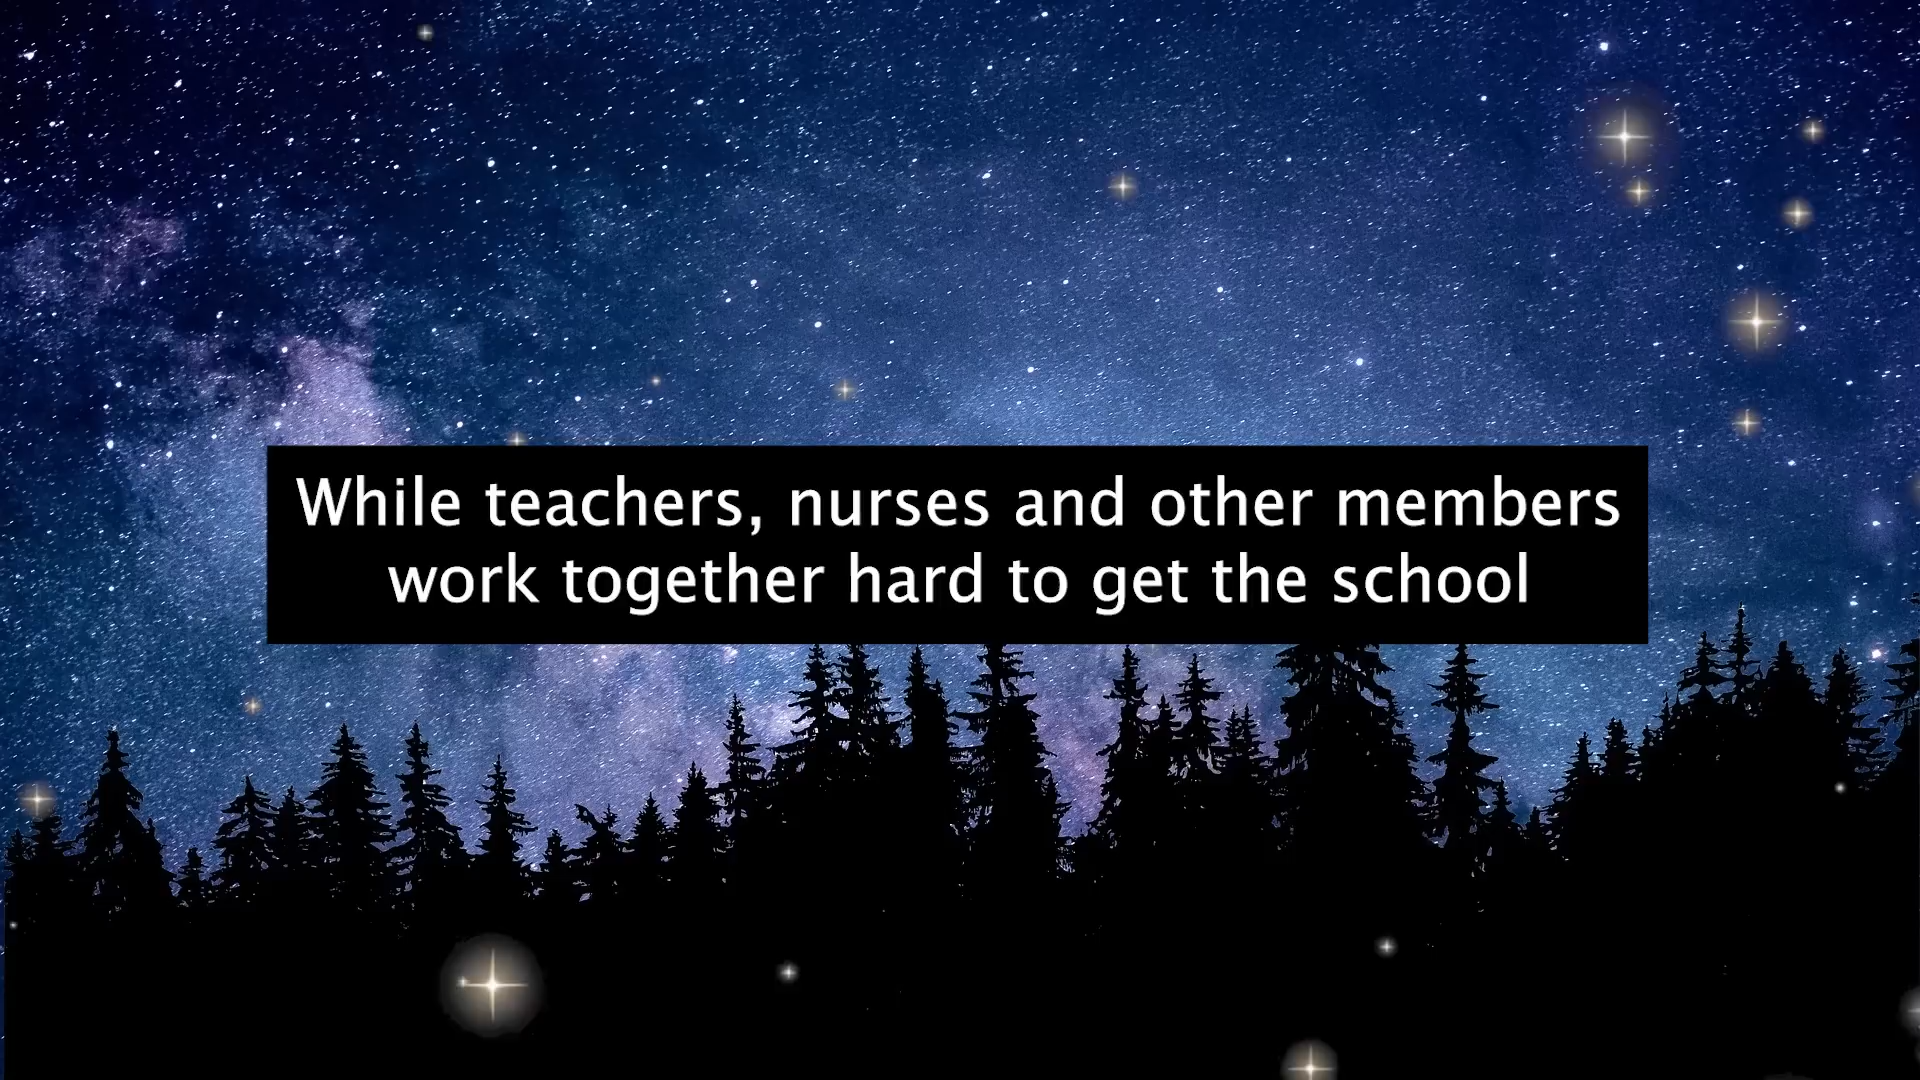 While teachers, nurses and other members
work together hard to get the school